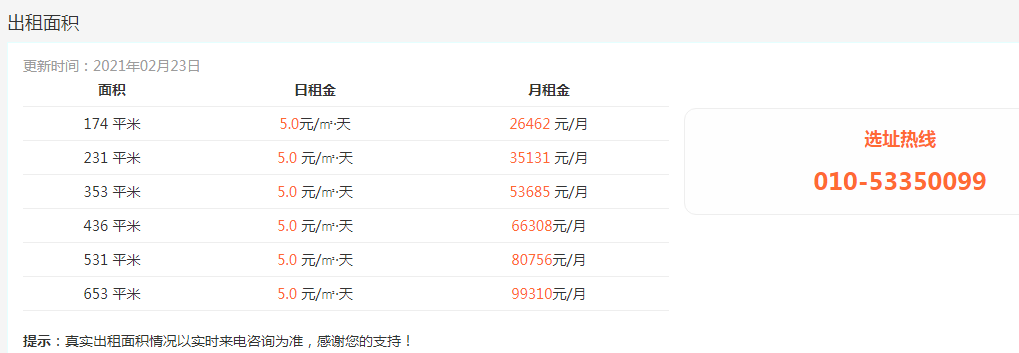 出租面积
更新时间：2021年02月23日
面积 日租金 月租金
174 平米 5.0元/㎡·天 26462 元/月
231 平米 5.0 元/㎡·天 35131 元/月
353 平米 5.0 元/㎡·天 53685 元/月
436 平米 5.0 元/㎡·天 66308元/月
531 平米 5.0 元/㎡·天 80756元/月
653 平米 5.0 元/㎡·天 99310元/月
选址热线
010-53350099
提示：真实出租面积情况以实时来电咨询为准，感谢您的支持！